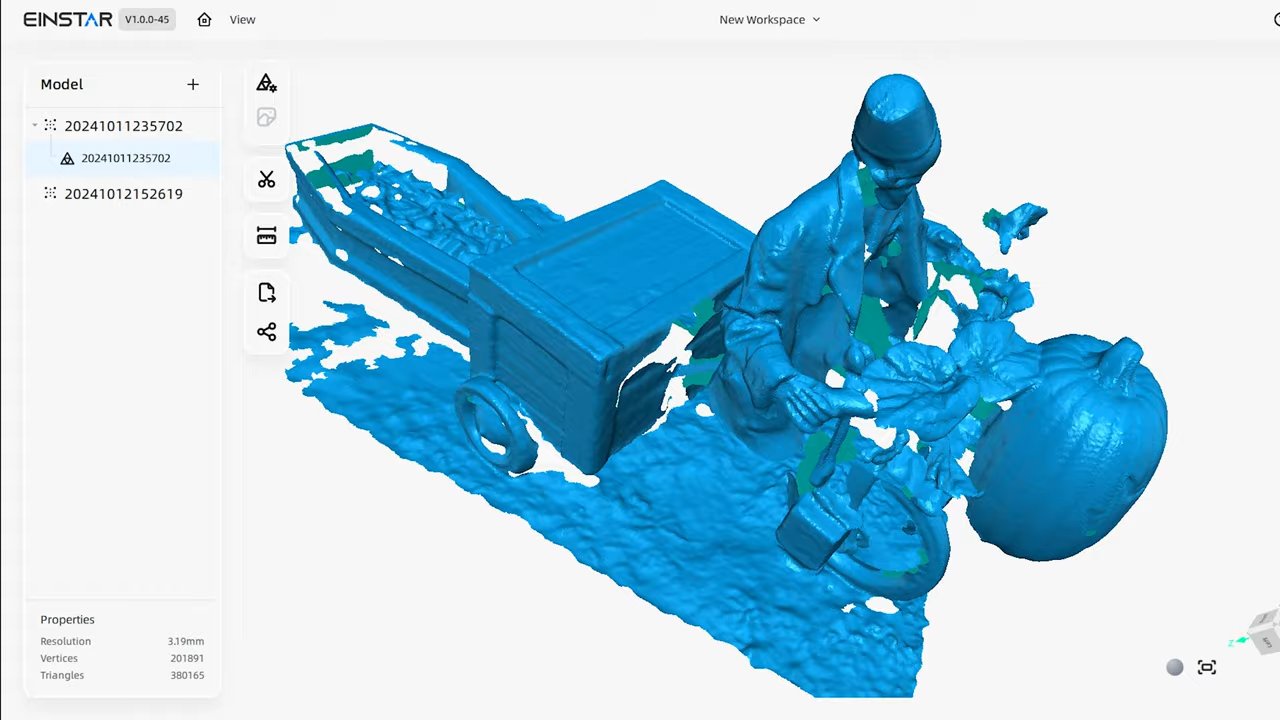 EINSTAR V1.0.0-45 View New Workspace
Model
20241011235702
20241011235702
20241012152619
Properties
Resolution 3.19mm
Vertices 201891
Triangles 380165
Z